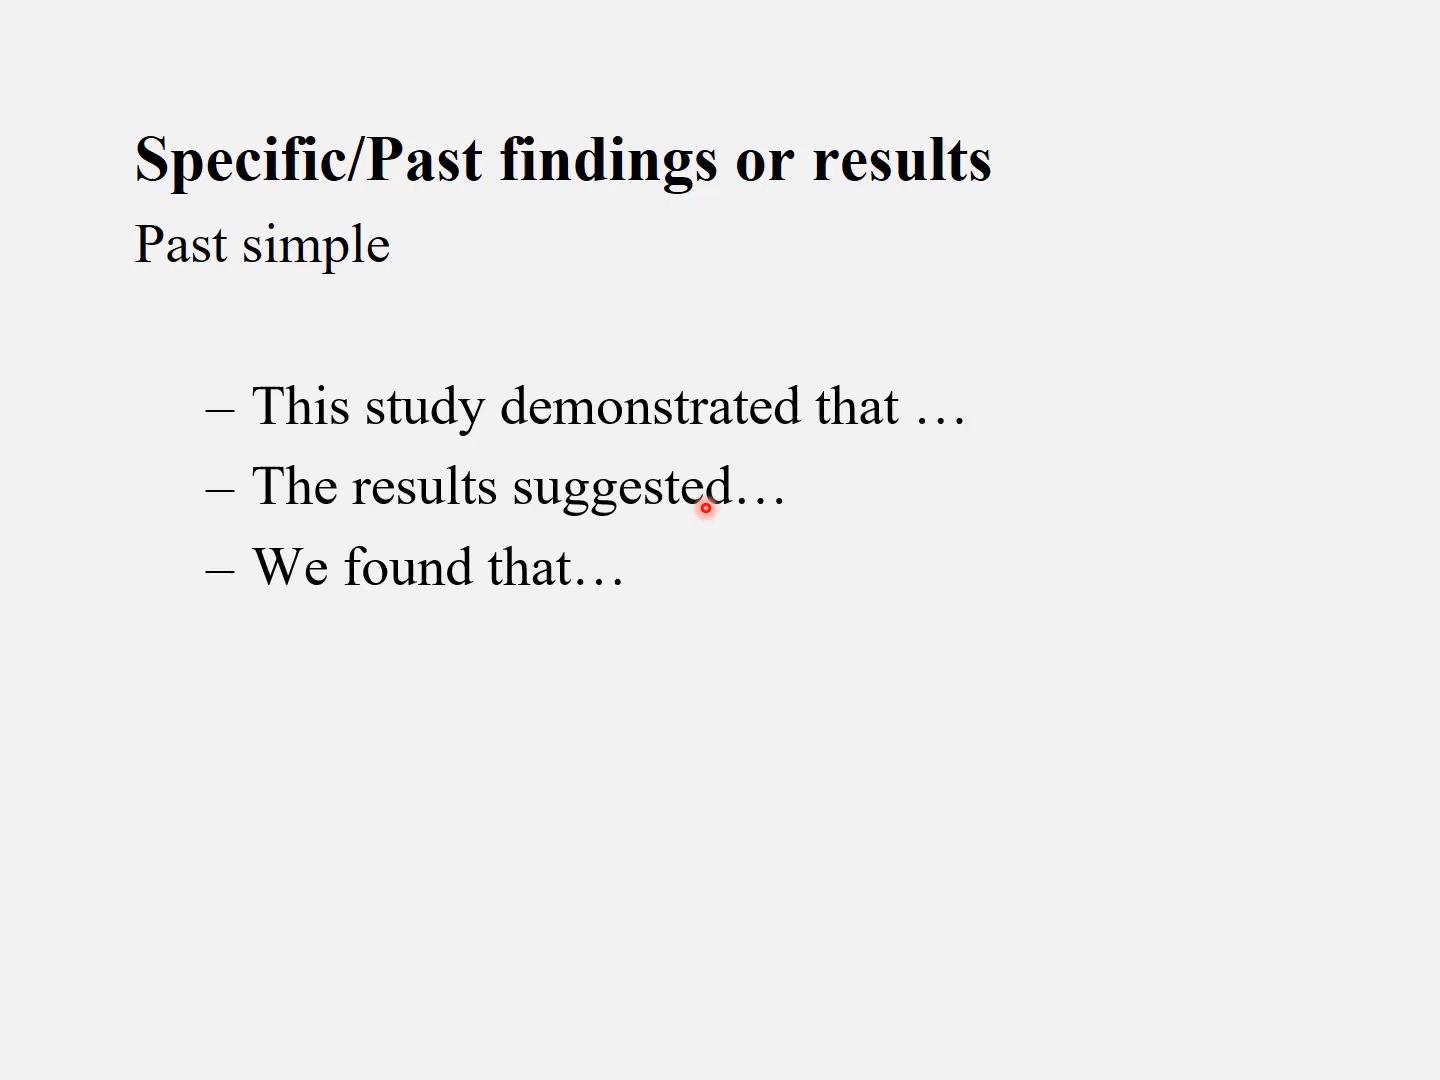 Specific/Past findings or results
Past simple
– This study demonstrated that …
– The results suggested…
– We found that…